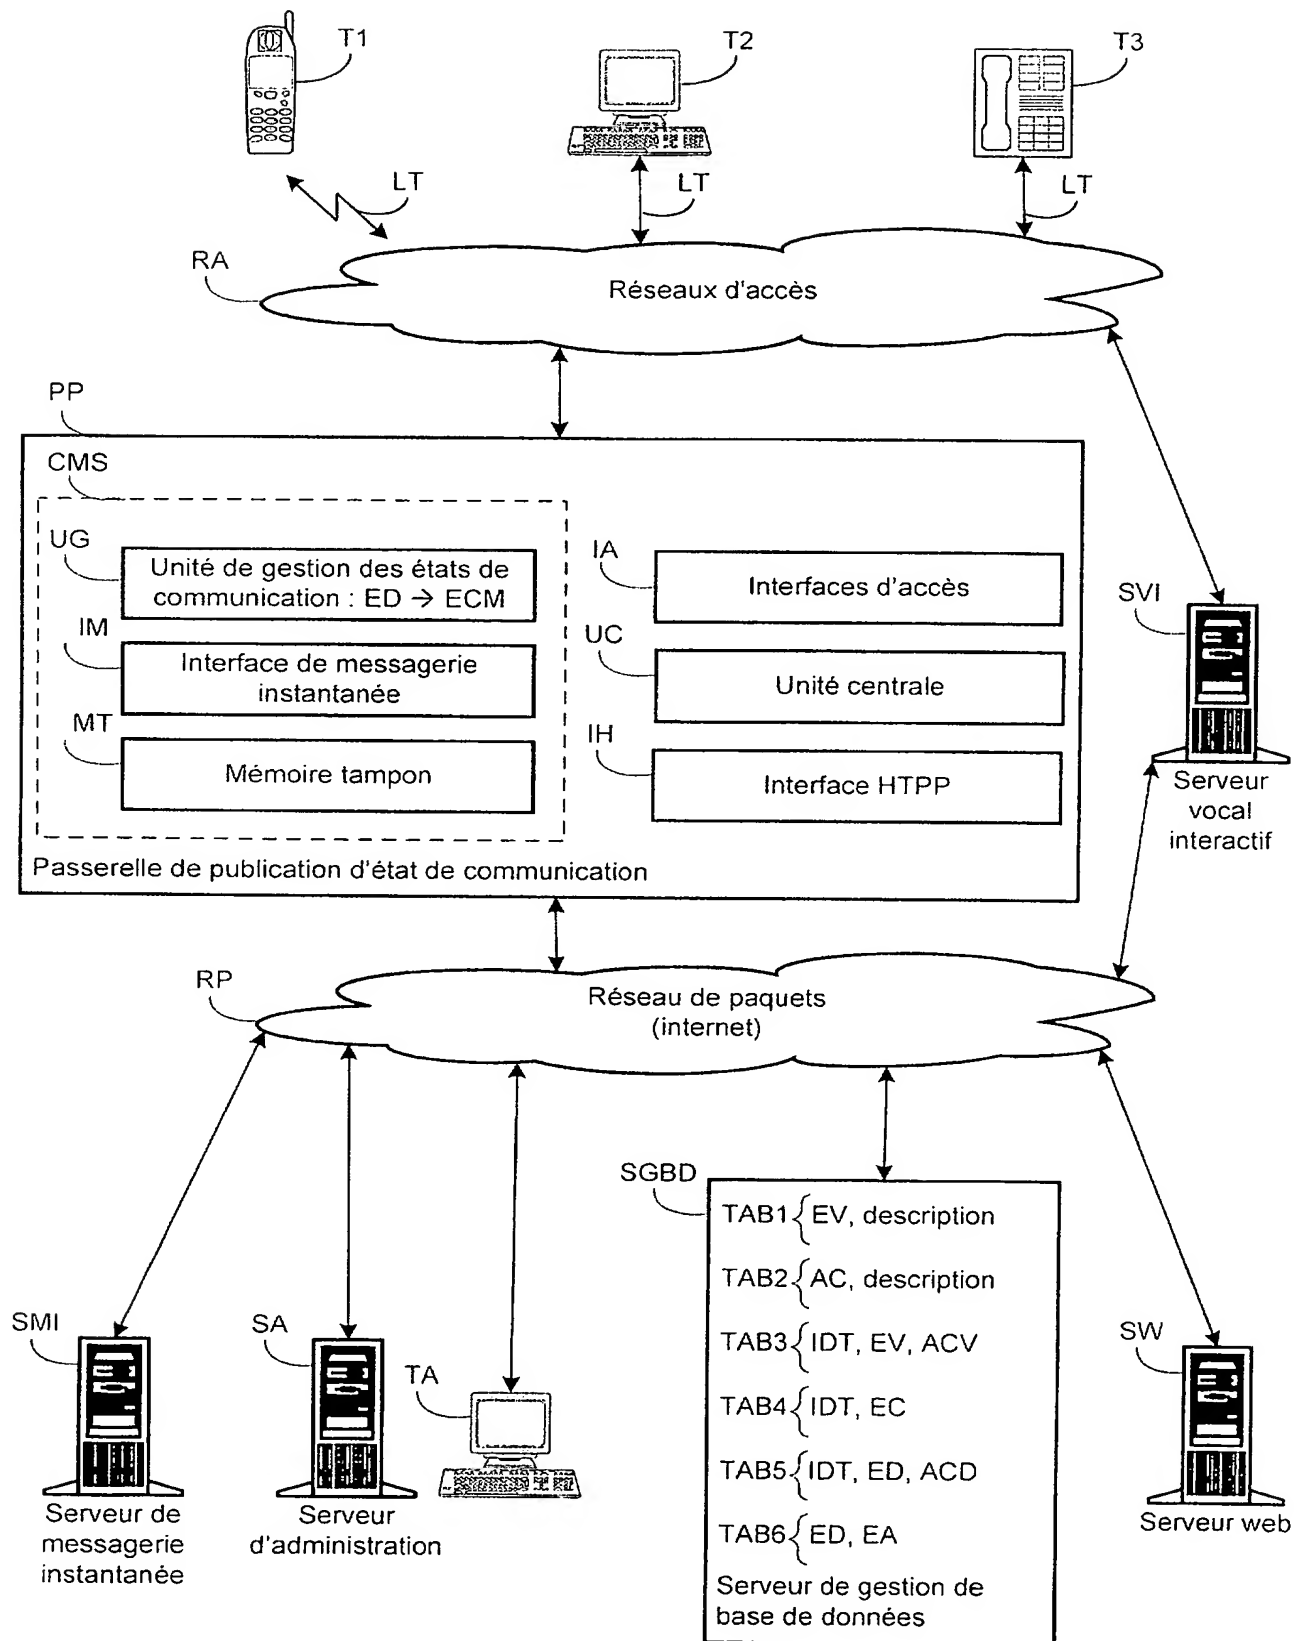 T1
T2
T3
LT
LT
LT
RA
Réseaux d'accès
PP
CMS
UG
Unité de gestion des états de
communication : ED → ECM
IA
Interfaces d'accès
IM
Interface de messagerie
instantanée
UC
Unité centrale
MT
Mémoire tampon
IH
Interface HTPP
Passerelle de publication d'état de communication
SVI
Serveur
vocal
interactif
RP
Réseau de paquets
(internet)
SGBD
TAB1{EV, description
TAB2{AC, description
TAB3{IDT, EV, ACV
TAB4{IDT, EC
TAB5{IDT, ED, ACD
TAB6{ED, EA
Serveur de gestion de
base de données
SMI
Serveur de
messagerie
instantanée
SA
Serveur
d'administration
TA
SW
Serveur web